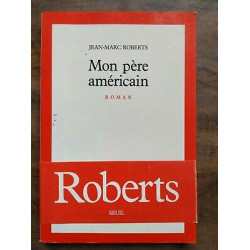 JEAN-MARC ROBERTS
Mon père
américain
ROMAN
Roberts
SEUIL